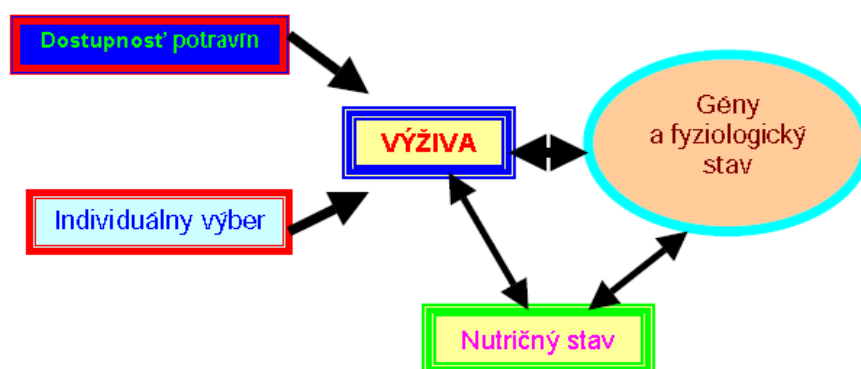 Dostupnosť potravín
VÝŽIVA
Gény
a fyziologický
stav
Individuálny výber
Nutričný stav